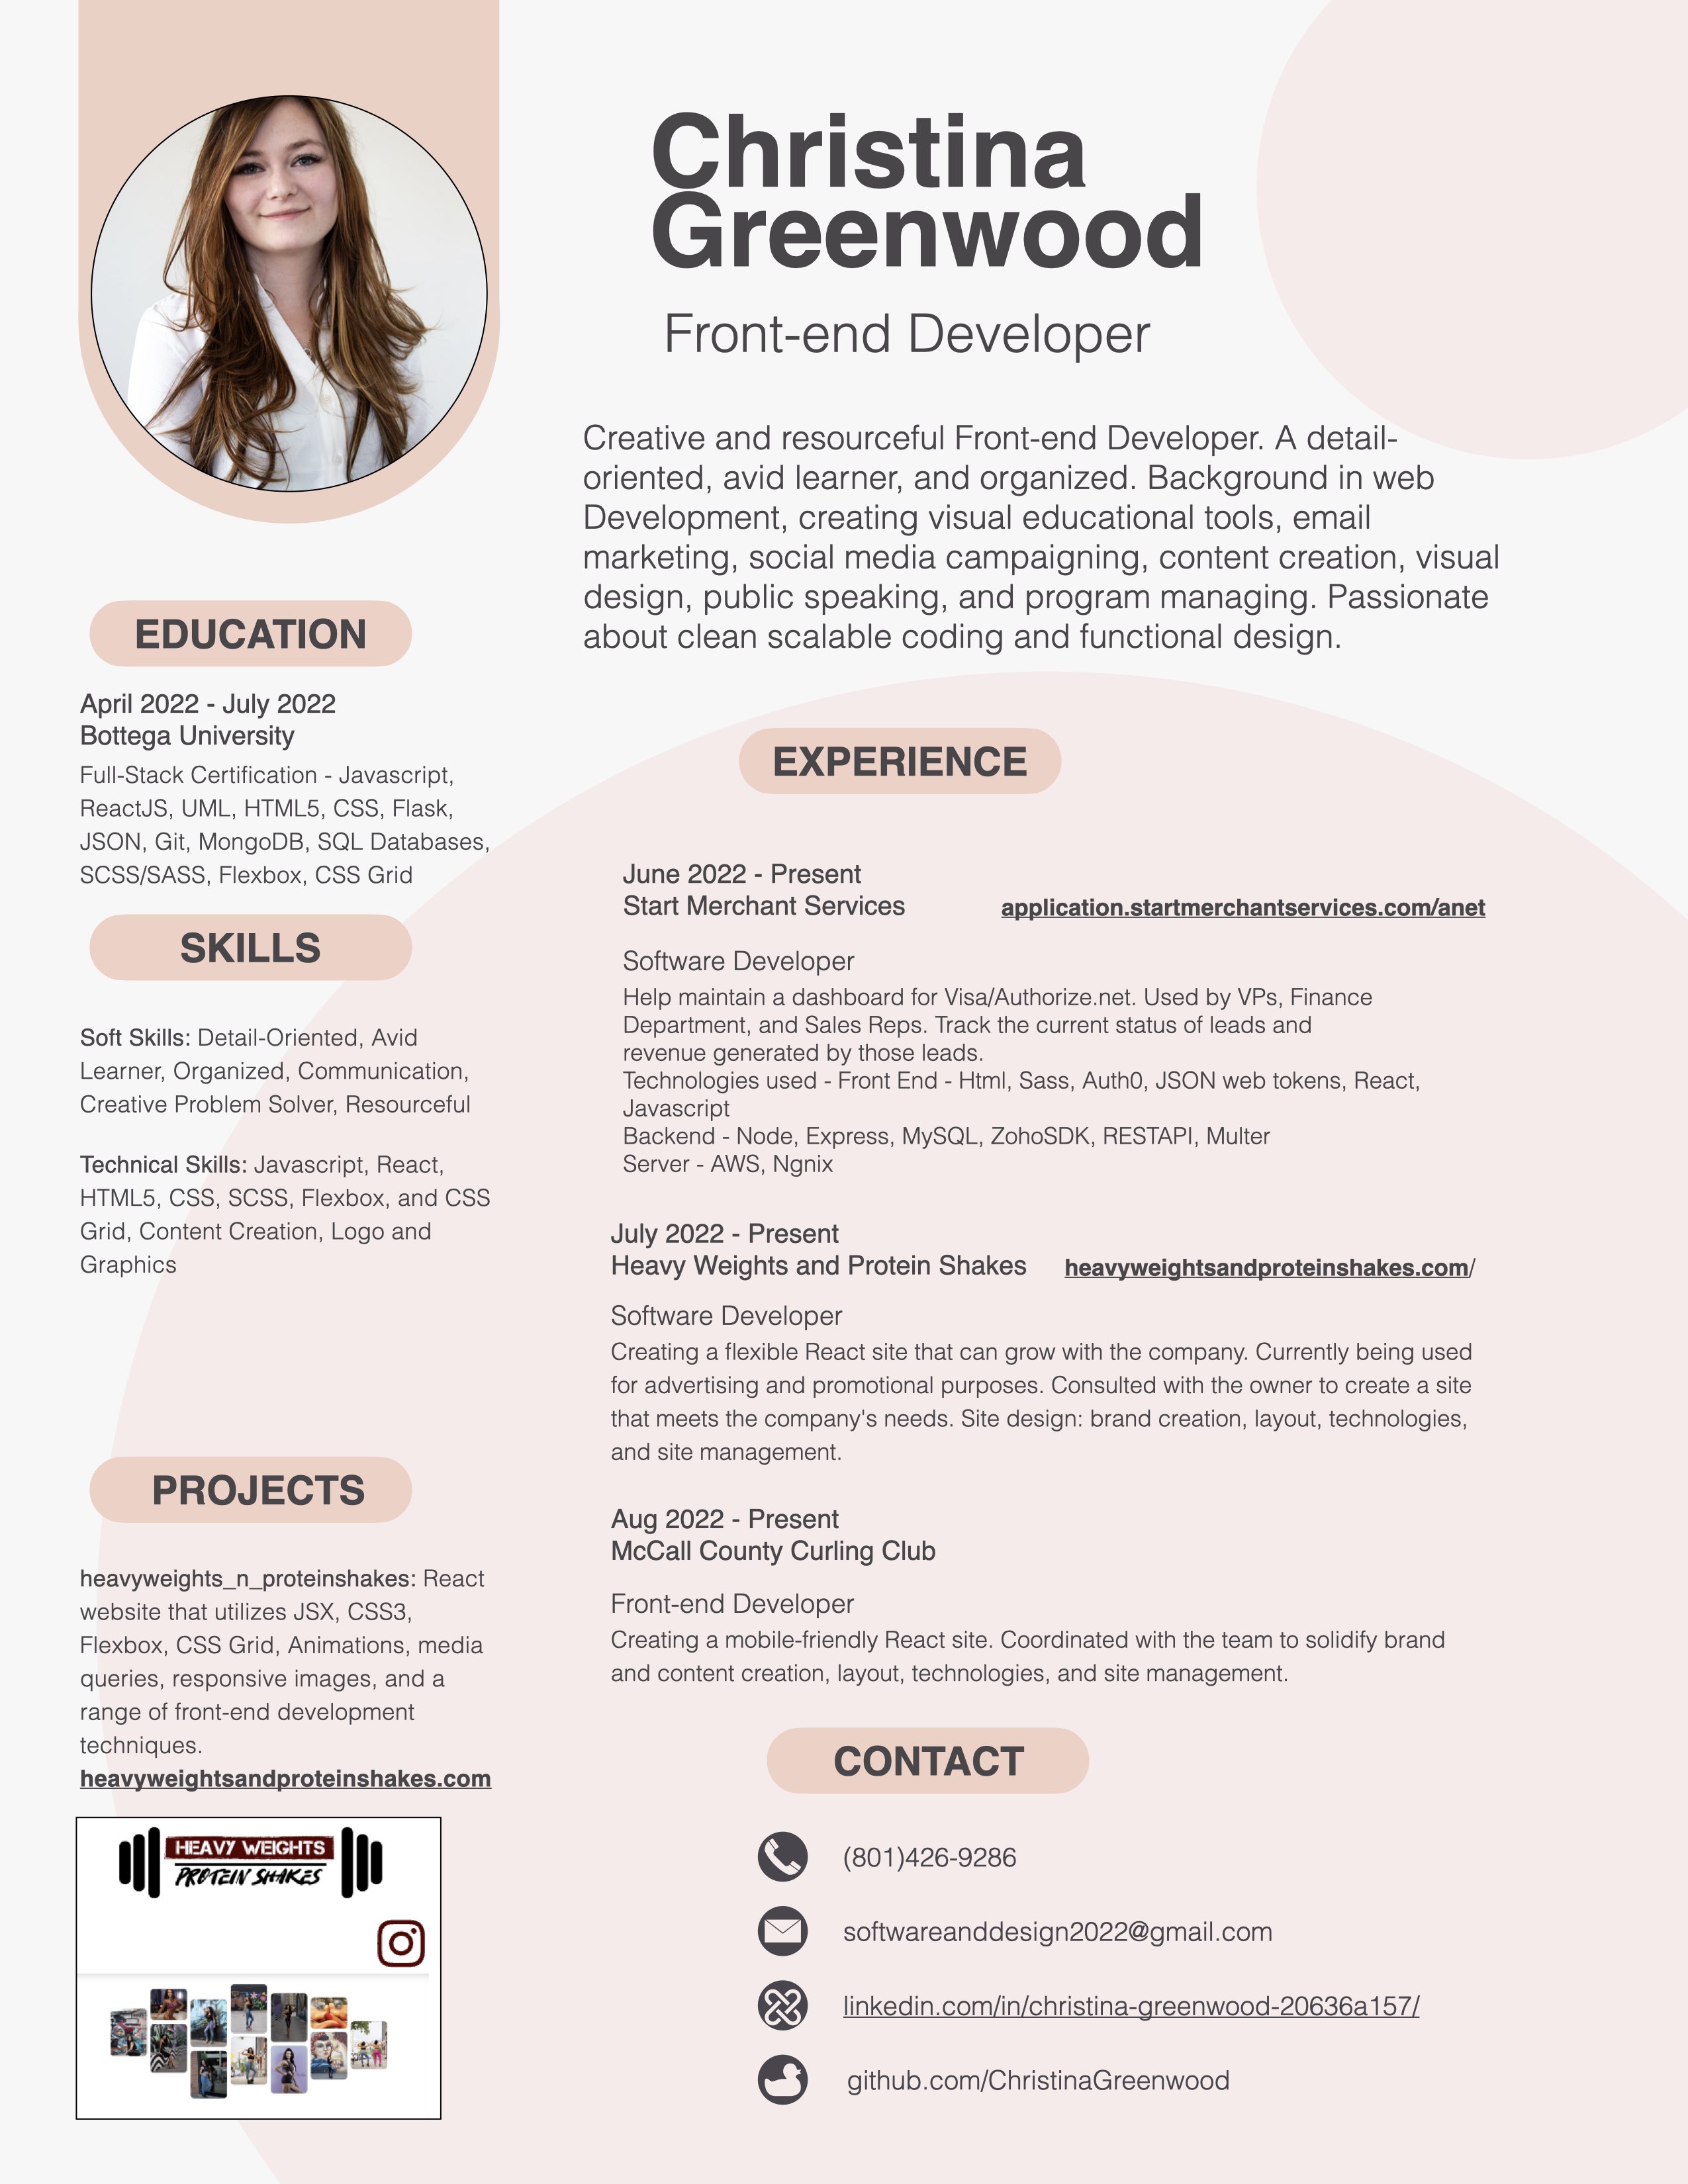 Christina
Greenwood
Front-end Developer
Creative and resourceful Front-end Developer. A detail-
oriented, avid learner, and organized. Background in web
Development, creating visual educational tools, email
marketing, social media campaigning, content creation, visual
design, public speaking, and program managing. Passionate
about clean scalable coding and functional design.
EDUCATION
April 2022 - July 2022
Bottega University
Full-Stack Certification - Javascript,
ReactJS, UML, HTML5, CSS, Flask,
JSON, Git, MongoDB, SQL Databases,
SCSS/SASS, Flexbox, CSS Grid
SKILLS
Soft Skills: Detail-Oriented, Avid
Learner, Organized, Communication,
Creative Problem Solver, Resourceful
Technical Skills: Javascript, React,
HTML5, CSS, SCSS, Flexbox, and CSS
Grid, Content Creation, Logo and
Graphics
PROJECTS
heavyweights_n_proteinshakes: React
website that utilizes JSX, CSS3,
Flexbox, CSS Grid, Animations, media
queries, responsive images, and a
range of front-end development
techniques.
heavyweightsandproteinshakes.com
HEAVY WEIGHTS
PROTEIN SHAKES
EXPERIENCE
June 2022 - Present
Start Merchant Services application.startmerchantservices.com/anet
Software Developer
Help maintain a dashboard for Visa/Authorize.net. Used by VPs, Finance
Department, and Sales Reps. Track the current status of leads and
revenue generated by those leads.
Technologies used - Front End - Html, Sass, Auth0, JSON web tokens, React,
Javascript
Backend - Node, Express, MySQL, ZohoSDK, RESTAPI, Multer
Server - AWS, Ngnix
July 2022 - Present
Heavy Weights and Protein Shakes heavyweightsandproteinshakes.com/
Software Developer
Creating a flexible React site that can grow with the company. Currently being used
for advertising and promotional purposes. Consulted with the owner to create a site
that meets the company's needs. Site design: brand creation, layout, technologies,
and site management.
Aug 2022 - Present
McCall County Curling Club
Front-end Developer
Creating a mobile-friendly React site. Coordinated with the team to solidify brand
and content creation, layout, technologies, and site management.
CONTACT
(801)426-9286
softwareanddesign2022@gmail.com
linkedin.com/in/christina-greenwood-20636a157/
github.com/ChristinaGreenwood